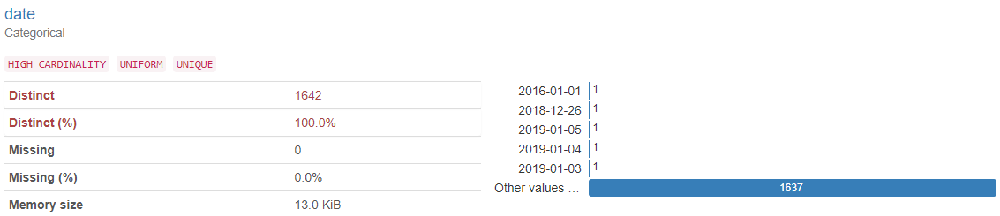 date
Categorical
HIGH CARDINALITY UNIFORM UNIQUE
Distinct 1642
Distinct (%) 100.0%
Missing 0
Missing (%) 0.0%
Memory size 13.0 KiB
2016-01-01 1
2018-12-26 1
2019-01-05 1
2019-01-04 1
2019-01-03 1
Other values ... 1637